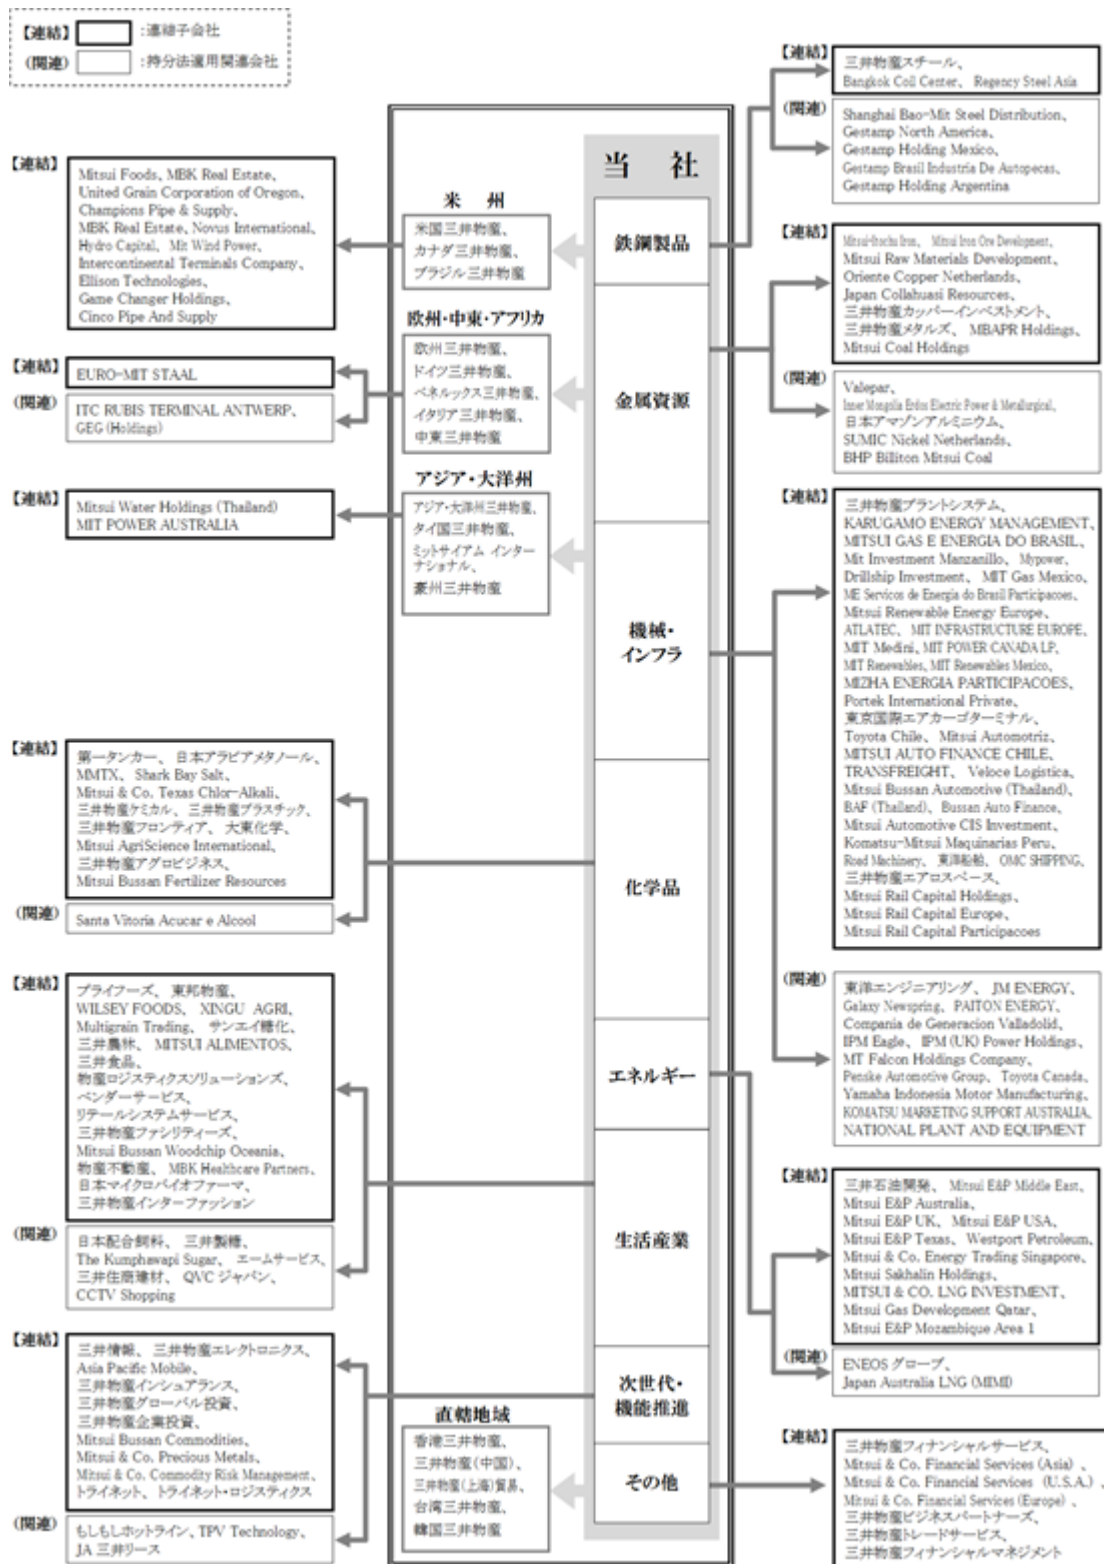 【連結】 :連結子会社
(関連) :持分法適用関連会社
【連結】
Mitsui Foods、MBK Real Estate、
United Grain Corporation of Oregon、
Champions Pipe & Supply、
MBK Real Estate、Novus International、
Hydro Capital、 Mit Wind Power、
Intercontinental Terminals Company、
Ellison Technologies、
Game Changer Holdings、
Cinco Pipe And Supply
【連結】
EURO-MIT STAAL
(関連)
ITC RUBIS TERMINAL ANTWERP、
GEG (Holdings)
【連結】
Mitsui Water Holdings (Thailand)
MIT POWER AUSTRALIA
【連結】
第一タンカー、 日本アラビアメタノール、
MMTX、 Shark Bay Salt、
Mitsui & Co. Texas Chlor-Alkali、
三井物産ケミカル、 三井物産プラスチック、
三井物産フロンティア、 大東化学、
Mitsui AgriScience International、
三井物産アグロビジネス、
Mitsui Bussan Fertilizer Resources
(関連)
Santa Vitoria Acucar e Alcool
【連結】
プライフーズ、 東邦物産、
WILSEY FOODS、 XINGU AGRI、
Multigrain Trading、 サンエイ糖化、
三井農林、 MITSUI ALIMENTOS、
三井食品、
物産ロジスティクスソリューションズ、
ベンダーサービス、
リテールシステムサービス、
三井物産ファシリティーズ、
Mitsui Bussan Woodchip Oceania、
物産不動産、 MBK Healthcare Partners、
日本マイクロバイオファーマ、
三井物産インターファッション
(関連)
日本配合飼料、 三井製糖、
The Kumphawapi Sugar、 エームサービス、
三井住商建材、 QVC ジャパン、
CCTV Shopping
【連結】
三井情報、 三井物産エレクトロニクス、
Asia Pacific Mobile、
三井物産インシュアランス、
三井物産グローバル投資、
三井物産企業投資、
Mitsui Bussan Commodities、
Mitsui & Co. Precious Metals、
Mitsui & Co. Commodity Risk Management、
トライネット、トライネット・ロジスティクス
(関連)
もしもしホットライン、TPV Technology、
JA 三井リース
米 州
米国三井物産、
カナダ三井物産、
ブラジル三井物産
欧州・中東・アフリカ
欧州三井物産、
ドイツ三井物産、
ベネルックス三井物産、
イタリア三井物産、
中東三井物産
アジア・大洋州
アジア・大洋州三井物産、
タイ国三井物産、
ミットサイアム インター
ナショナル、
豪州三井物産
直轄地域
香港三井物産、
三井物産(中国)、
三井物産(上海)貿易、
台湾三井物産、
韓国三井物産
当 社
鉄鋼製品
金属資源
機械・
インフラ
化学品
エネルギー
生活産業
次世代・
機能推進
その他
【連結】
三井物産スチール、
Bangkok Coil Center、 Regency Steel Asia
(関連)
Shanghai Bao-Mit Steel Distribution、
Gestamp North America、
Gestamp Holding Mexico、
Gestamp Brasil Industria De Autopecas、
Gestamp Holding Argentina
【連結】
Mitsui-Itochu Iron、 Mitsui Iron Ore Development、
Mitsui Raw Materials Development、
Oriente Copper Netherlands、
Japan Collahuasi Resources、
三井物産カッパーインベストメント、
三井物産メタルズ、 MBAPR Holdings、
Mitsui Coal Holdings
(関連)
Valepar、
Inner Mongolia Erdos Electric Power & Metallurgical、
日本アマゾンアルミニウム、
SUMIC Nickel Netherlands、
BHP Billiton Mitsui Coal
【連結】
三井物産プラントシステム、
KARUGAMO ENERGY MANAGEMENT、
MITSUI GAS E ENERGIA DO BRASIL、
Mit Investment Manzanillo、 Mypower、
Drillship Investment、 MIT Gas Mexico、
ME Servicos de Energia do Brasil Participacoes、
Mitsui Renewable Energy Europe、
ATLATEC、 MIT INFRASTRUCTURE EUROPE、
MIT Medini、MIT POWER CANADA LP、
MIT Renewables、MIT Renewables Mexico、
MIZHA ENERGIA PARTICIPACOES、
Portek International Private、
東京国際エアカーゴターミナル、
Toyota Chile、 Mitsui Automotriz、
MITSUI AUTO FINANCE CHILE、
TRANSFREIGHT、 Veloce Logistica、
Mitsui Bussan Automotive (Thailand)、
BAF (Thailand)、 Bussan Auto Finance、
Mitsui Automotive CIS Investment、
Komatsu-Mitsui Maquinarias Peru、
Road Machinery、 東洋船舶、 OMC SHIPPING、
三井物産エアロスペース、
Mitsui Rail Capital Holdings、
Mitsui Rail Capital Europe、
Mitsui Rail Capital Participacoes
(関連)
東洋エンジニアリング、 JM ENERGY、
Galaxy Newspring、 PAITON ENERGY、
Compania de Generacion Valladolid、
IPM Eagle、 IPM (UK) Power Holdings、
MT Falcon Holdings Company、
Penske Automotive Group、 Toyota Canada、
Yamaha Indonesia Motor Manufacturing、
KOMATSU MARKETING SUPPORT AUSTRALIA、
NATIONAL PLANT AND EQUIPMENT
【連結】
三井石油開発、 Mitsui E&P Middle East、
Mitsui E&P Australia、
Mitsui E&P UK、 Mitsui E&P USA、
Mitsui E&P Texas、 Westport Petroleum、
Mitsui & Co. Energy Trading Singapore、
Mitsui Sakhalin Holdings、
MITSUI & CO. LNG INVESTMENT、
Mitsui Gas Development Qatar、
Mitsui E&P Mozambique Area 1
(関連)
ENEOS グローブ、
Japan Australia LNG (MIMI)
【連結】
三井物産フィナンシャルサービス、
Mitsui & Co. Financial Services (Asia) 、
Mitsui & Co. Financial Services (U.S.A.) 、
Mitsui & Co. Financial Services (Europe) 、
三井物産ビジネスパートナーズ、
三井物産トレードサービス、
三井物産フィナンシャルマネジメント